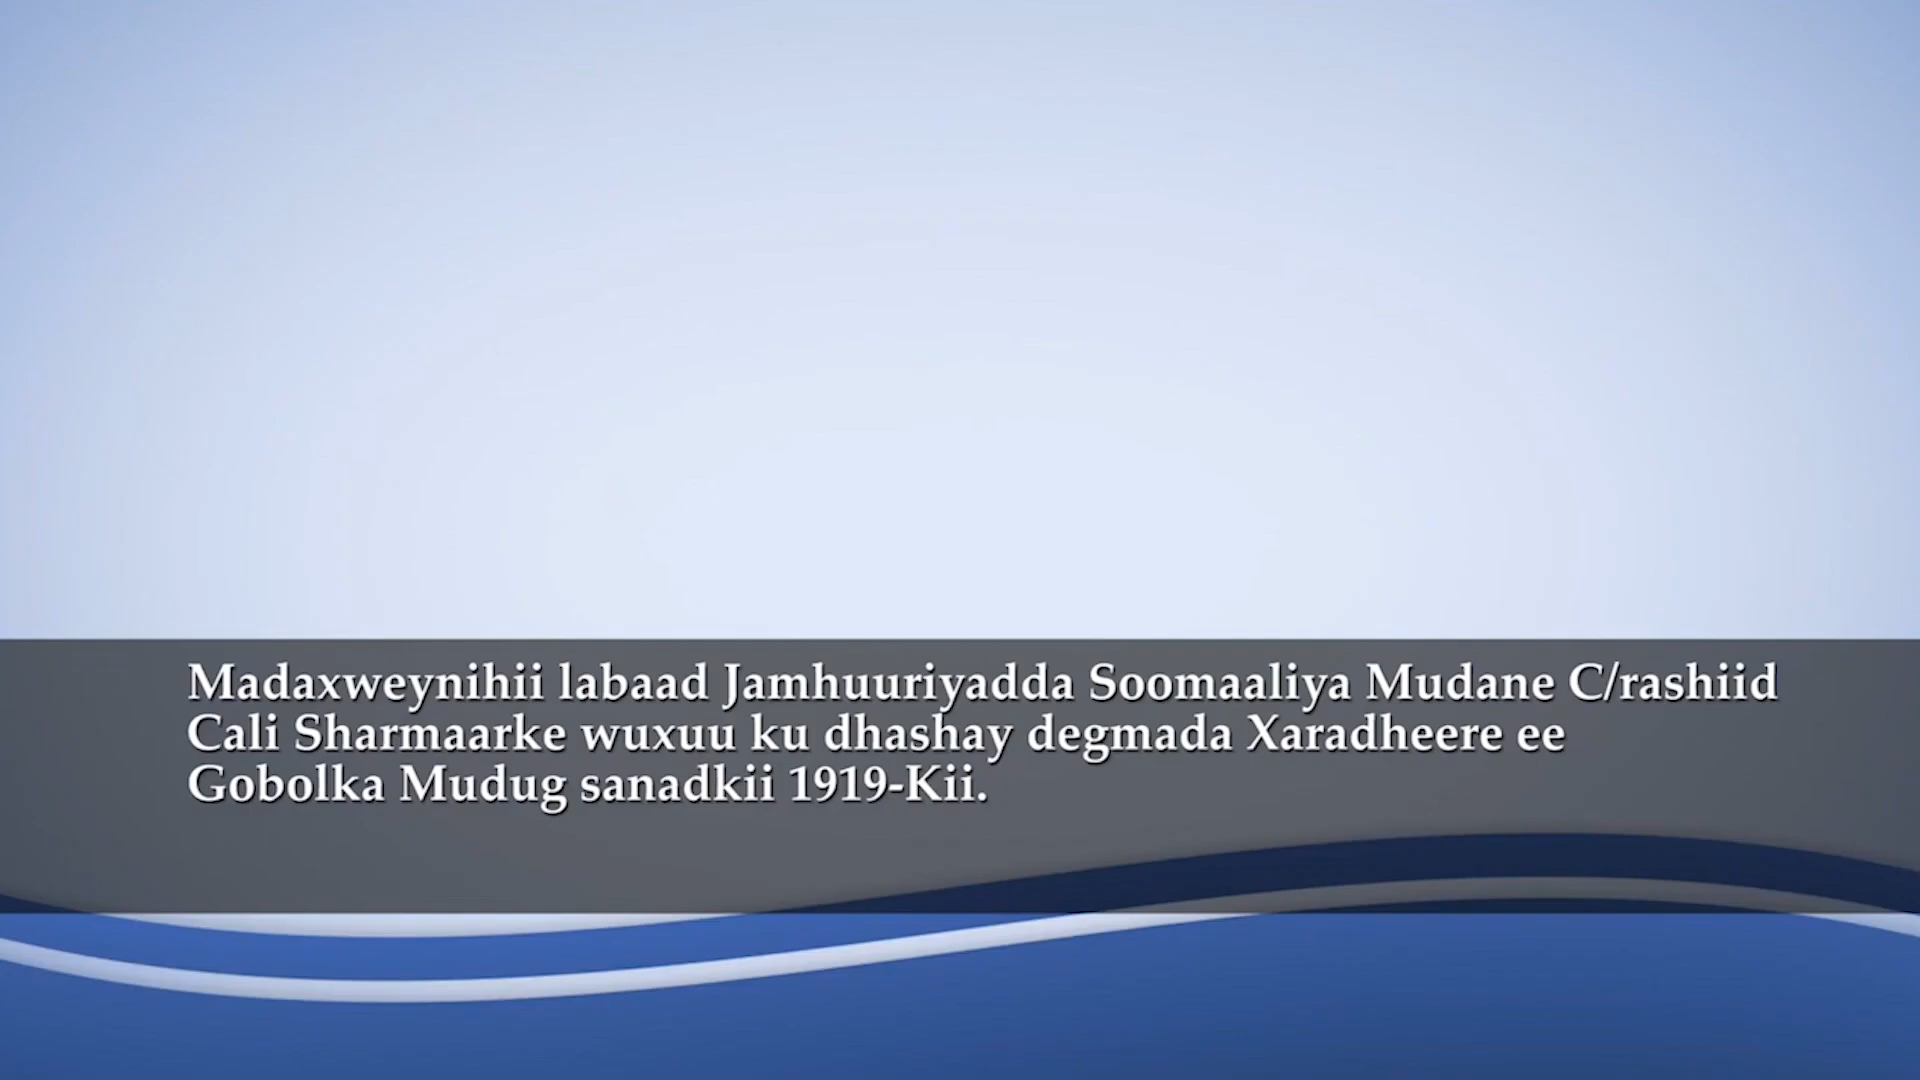 Madaxweynihii labaad Jamhuuriyadda Soomaaliya Mudane C/rashiid
Cali Sharmaarke wuxuu ku dhashay degmada Xaradheere ee
Gobolka Mudug sanadkii 1919-Kii.